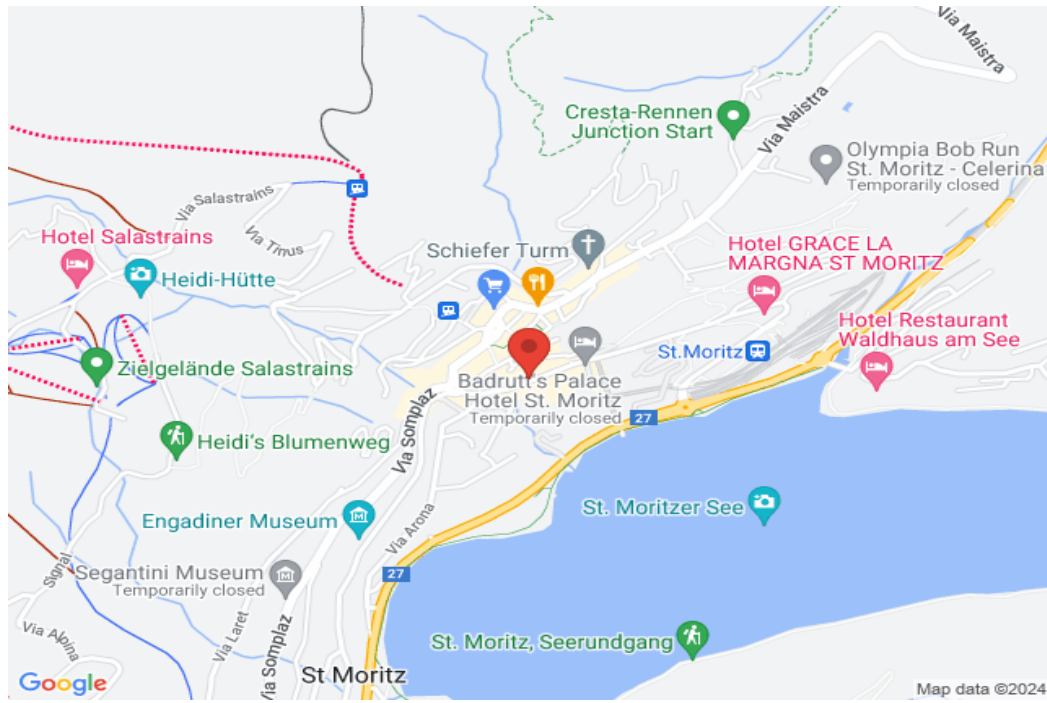 Via Maistra
Cresta-Rennen
Junction Start
Via Maistra
Olympia Bob Run
St. Moritz - Celerina
Temporarily closed
Via Salastrains
Via Tinus
Hotel Salastrains
Heidi-Hütte
Schiefer Turm
Hotel GRACE LA
MARGNA ST MORITZ
Hotel Restaurant
Waldhaus am See
St.Moritz
Zielgelände Salastrains
Badrutt's Palace
Hotel St. Moritz
Temporarily closed
27
Via Somplaz
Heidi's Blumenweg
St. Moritzer See
Engadiner Museum
Via Arona
Segantini Museum
Temporarily closed
27
Signal
Via Alpina
Via Laret
Via Somplaz
St. Moritz, Seerundgang
St Moritz
Google
Map data ©2024